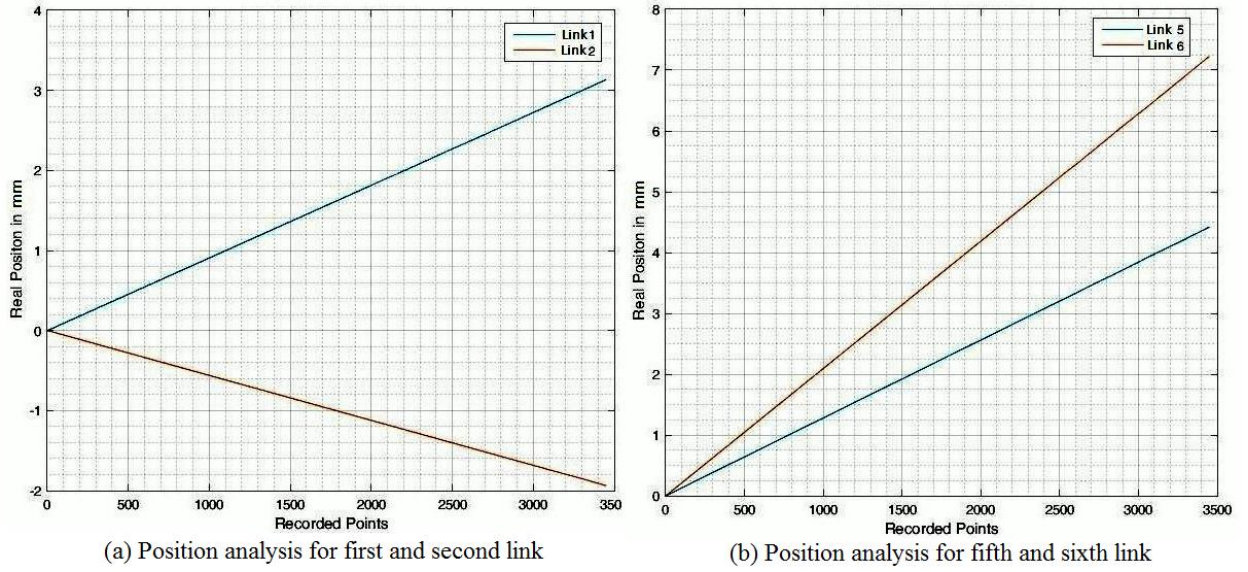 4
3
2
1
0
-1
-2
Real Positon in mm
Link1
Link2
0 500 1000 1500 2000 2500 3000 350
Recorded Points
(a) Position analysis for first and second link
8
7
6
5
4
3
2
1
0
Real Positon in mm
Link 5
Link 6
0 500 1000 1500 2000 2500 3000 3500
Recorded Points
(b) Position analysis for fifth and sixth link